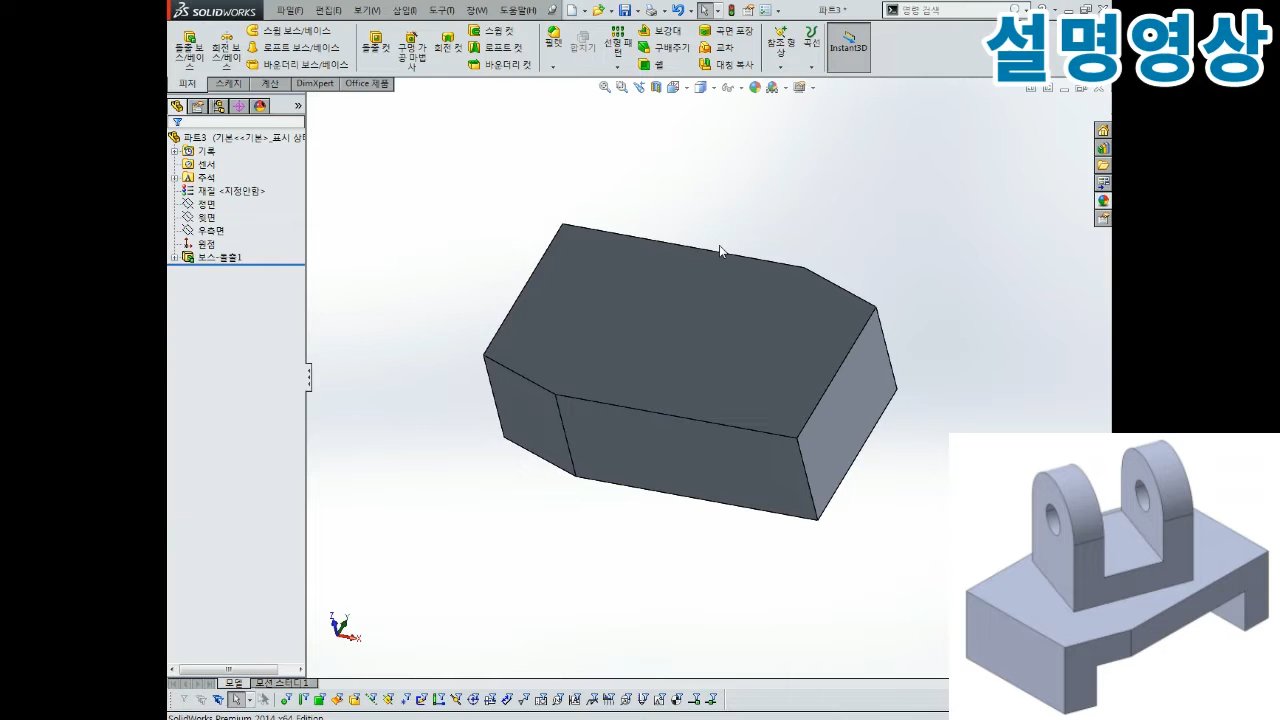 SOLIDWORKS 파일(F) 편집(E) 보기(V) 삽입(I) 도구(T) 창(W) 도움말(H) 파트3 * 명령 검색
설명영상
돌출 보스/베이스
회전 보스/베이스
스윕 보스/베이스
로프트 보스/베이스
바운더리 보스/베이스
돌출 컷
구멍 가공 마법사
회전 컷
스윕 컷
로프트 컷
바운더리 컷
필렛
선형 패턴
보강대
구배주기
쉘
곡면 포장
교차
대칭 복사
참조 형상
곡선
Instant3D
피처 스케치 계산 DimXpert Office 제품
파트3 (기본<<기본>_표시 상태
기록
센서
주석
재질 <지정안함>
정면
윗면
우측면
원점
보스-돌출1
Z
Y
X
모델 모션 스터디1
SolidWorks Premium 2014 x64 Edition